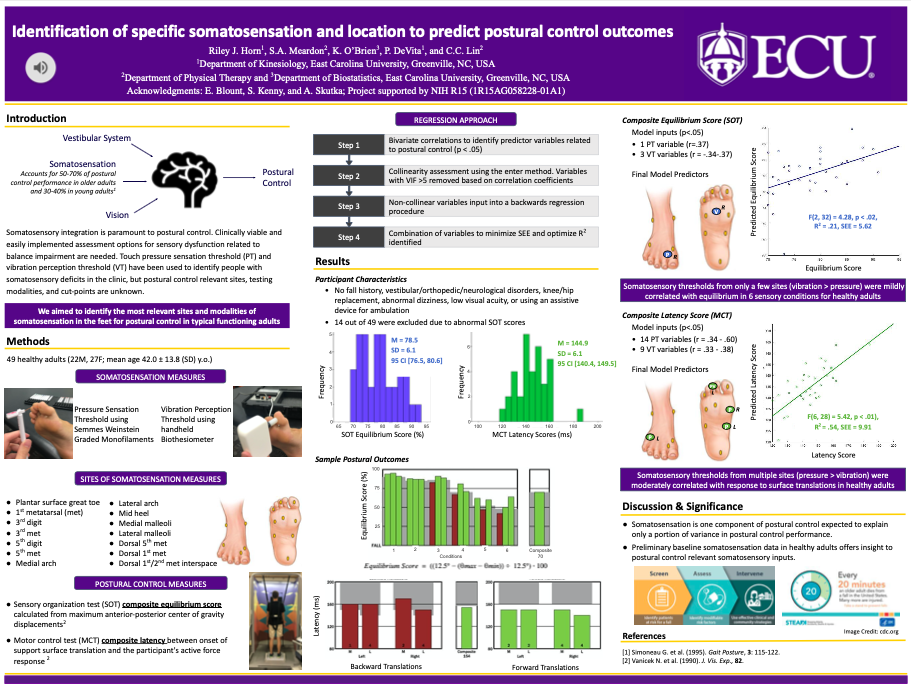 Identification of specific somatosensation and location to predict postural control outcomes
Riley J. Horn¹, S.A. Meardon², K. O'Brien³, P. DeVita¹, and C.C. Lin²
¹Department of Kinesiology, East Carolina University, Greenville, NC, USA
²Department of Physical Therapy and ³Department of Biostatistics, East Carolina University, Greenville, NC, USA
Acknowledgments: E. Blount, S. Kenny, and A. Skutka; Project supported by NIH R15 (1R15AG058228-01A1)
ECU
Introduction
Vestibular System
Somatosensation
Accounts for 50-70% of postural
control performance in older adults
and 30-40% in young adults¹
Vision
Postural
Control
Somatosensory integration is paramount to postural control. Clinically viable and
easily implemented assessment options for sensory dysfunction related to
balance impairment are needed. Touch pressure sensation threshold (PT) and
vibration perception threshold (VT) have been used to identify people with
somatosensory deficits in the clinic, but postural control relevant sites, testing
modalities, and cut-points are unknown.
We aimed to identify the most relevant sites and modalities of
somatosensation in the feet for postural control in typical functioning adults
Methods
49 healthy adults (22M, 27F; mean age 42.0 ± 13.8 (SD) y.o.)
SOMATOSENSATION MEASURES
Pressure Sensation
Threshold using
Semmes Weinstein
Graded Monofilaments
Vibration Perception
Threshold using
handheld
Biothesiometer
SITES OF SOMATOSENSATION MEASURES
● Plantar surface great toe
● 1st metatarsal (met)
● 3rd digit
● 3rd met
● 5th digit
● 5th met
● Medial arch
● Lateral arch
● Mid heel
● Medial malleoli
● Lateral malleoli
● Dorsal 5th met
● Dorsal 1st met
● Dorsal 1st/2nd met interspace
POSTURAL CONTROL MEASURES
● Sensory organization test (SOT) composite equilibrium score
calculated from maximum anterior-posterior center of gravity
displacements²
● Motor control test (MCT) composite latency between onset of
support surface translation and the participant's active force
response ²
REGRESSION APPROACH
Step 1
Bivariate correlations to identify predictor variables related
to postural control (p < .05)
Step 2
Collinearity assessment using the enter method. Variables
with VIF >5 removed based on correlation coefficients
Step 3
Non-collinear variables input into a backwards regression
procedure
Step 4
Combination of variables to minimize SEE and optimize R²
identified
Results
Participant Characteristics
• No fall history, vestibular/orthopedic/neurological disorders, knee/hip
replacement, abnormal dizziness, low visual acuity, or using an assistive
device for ambulation
• 14 out of 49 were excluded due to abnormal SOT scores
M = 78.5
SD = 6.1
95 CI [76.5, 80.6]
Frequency
65 70 75 80 85 90 95
SOT Equilibrium Score (%)
M = 144.9
SD = 6.1
95 CI [140.4, 149.5]
Frequency
MCT Latency Scores (ms)
Sample Postural Outcomes
Equilibrium Score (%)
100
75
50
25
FALL
1 2 3 4 5 6
Conditions
Composite
70
Latency (ms)
Left
Right
Composite
Backward Translations
Left
Right
Forward Translations
Composite Equilibrium Score (SOT)
Model inputs (p<.05)
• 1 PT variable (r=.37)
• 3 VT variables (r = -.34-.37)
Final Model Predictors
Predicted Equilibrium Score
F(2, 32) = 4.28, p < .02,
R² = .21, SEE = 5.62
Equilibrium Score
Somatosensory thresholds from only a few sites (vibration > pressure) were mildly
correlated with equilibrium in 6 sensory conditions for healthy adults
Composite Latency Score (MCT)
Model inputs (p<.05)
• 14 PT variables (r = .34 - .60)
• 9 VT variables (r = .33 - .38)
Final Model Predictors
Predicted Latency Score
F(6, 28) = 5.42, p < .01),
R² = .54, SEE = 9.91
Latency Score
Somatosensory thresholds from multiple sites (pressure > vibration) were
moderately correlated with response to surface translations in healthy adults
Discussion & Significance
• Somatosensation is one component of postural control expected to explain
only a portion of variance in postural control performance.
• Preliminary baseline somatosensation data in healthy adults offers insight to
postural control relevant somatosensory inputs.
Screen
Assess
Intervene
20
Every
20 minutes
STEADI
CDC
Image Credit: cdc.org
References
[1] Simoneau G. et al. (1995). Gait Posture, 3: 115-122.
[2] Vanicek N. et al. (1990). J. Vis. Exp., 82.